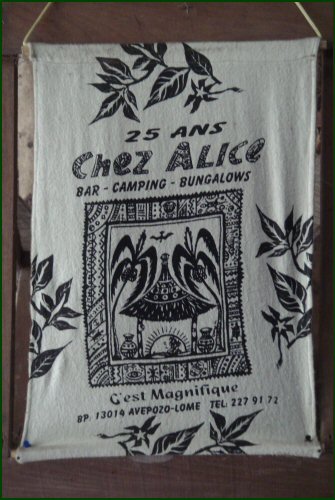 25 ANS
Chez ALiCe
BAR - CAMPING - BUNGALOWS
C'est Magnifique
BP: 13014 AVEPOZO-LOME TEL: 227 91 72